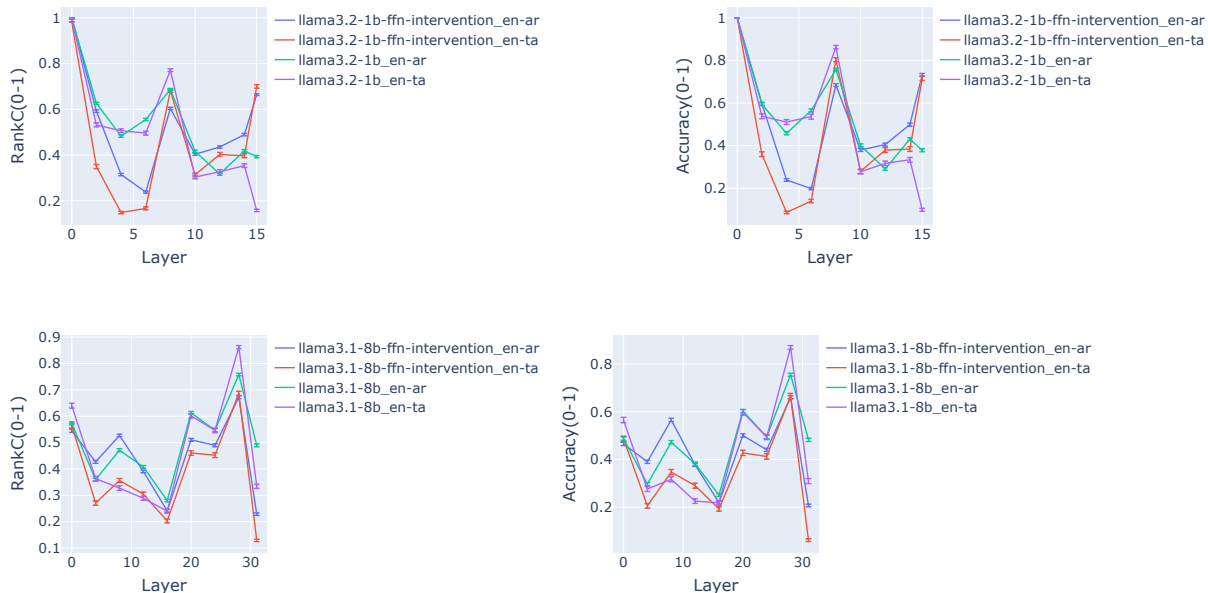 1
0.8
0.6
0.4
0.2
0
5
10
15
RankC(0-1)
Layer
llama3.2-1b-ffn-intervention_en-ar
llama3.2-1b-ffn-intervention_en-ta
llama3.2-1b_en-ar
llama3.2-1b_en-ta
1
0.8
0.6
0.4
0.2
0
5
10
15
Accuracy(0-1)
Layer
llama3.2-1b-ffn-intervention_en-ar
llama3.2-1b-ffn-intervention_en-ta
llama3.2-1b_en-ar
llama3.2-1b_en-ta
0.9
0.8
0.7
0.6
0.5
0.4
0.3
0.2
0.1
0
10
20
30
RankC(0-1)
Layer
llama3.1-8b-ffn-intervention_en-ar
llama3.1-8b-ffn-intervention_en-ta
llama3.1-8b_en-ar
llama3.1-8b_en-ta
0.8
0.6
0.4
0.2
0
10
20
30
Accuracy(0-1)
Layer
llama3.1-8b-ffn-intervention_en-ar
llama3.1-8b-ffn-intervention_en-ta
llama3.1-8b_en-ar
llama3.1-8b_en-ta